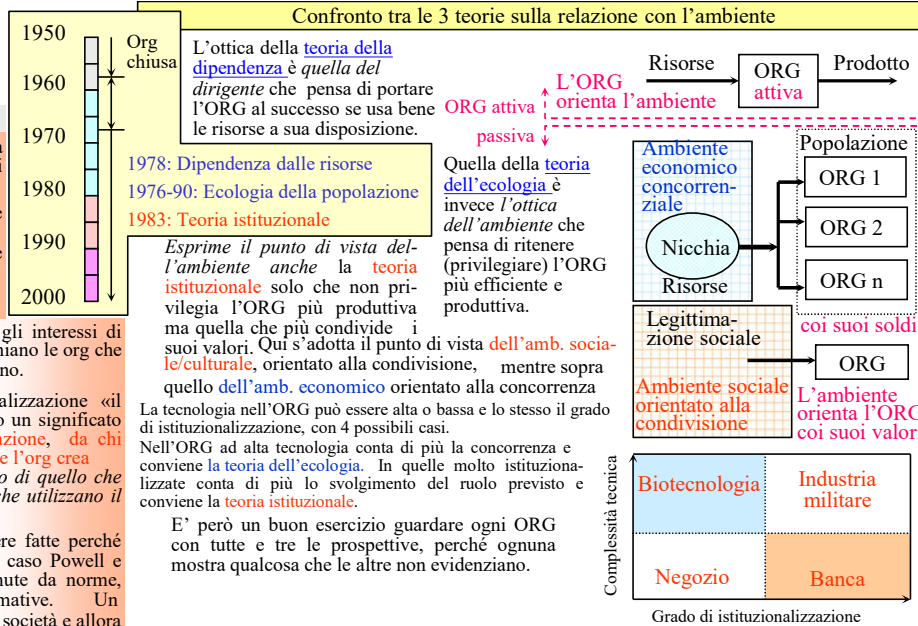 Confronto tra le 3 teorie sulla relazione con l’ambiente
1950
1960
1970
1980
1990
2000
Org
chiusa
L’ottica della teoria della
dipendenza è quella del
dirigente che pensa di portare
l’ORG al successo se usa bene
le risorse a sua disposizione.
1978: Dipendenza dalle risorse
1976-90: Ecologia della popolazione
1983: Teoria istituzionale
ORG attiva
passiva
L’ORG
orienta l’ambiente
Risorse
ORG
attiva
Prodotto
Quella della teoria
dell’ecologia è
invece l’ottica
dell’ambiente che
pensa di ritenere
(privilegiare) l’ORG
più efficiente e
produttiva.
Ambiente
economico
concorren-
ziale
Nicchia
Risorse
Popolazione
ORG 1
ORG 2
ORG n
coi suoi soldi
Esprime il punto di vista del-
l’ambiente anche la teoria
istituzionale solo che non pri-
vilegia l’ORG più produttiva
ma quella che più condivide i
suoi valori. Qui s’adotta il punto di vista dell’amb. socia-
le/culturale, orientato alla condivisione, mentre sopra
quello dell’amb. economico orientato alla concorrenza
Legittima-
zione sociale
Ambiente sociale
orientato alla
condivisione
ORG
L’ambiente
orienta l’ORG
coi suoi valori
La tecnologia nell’ORG può essere alta o bassa e lo stesso il grado
di istituzionalizzazione, con 4 possibili casi.
Nell’ORG ad alta tecnologia conta di più la concorrenza e
conviene la teoria dell’ecologia. In quelle molto istituziona-
lizzate conta di più lo svolgimento del ruolo previsto e
conviene la teoria istituzionale.
E’ però un buon esercizio guardare ogni ORG
con tutte e tre le prospettive, perché ognuna
mostra qualcosa che le altre non evidenziano.
Complessità tecnica
Biotecnologia
Industria
militare
Negozio
Banca
Grado di istituzionalizzazione
gli interessi di
le org che
alizzazione «il
un significato
da chi
e l’org crea
di quello che
che utilizzano il
fatte perché
caso Powell e
da norme,
Un
società e allora